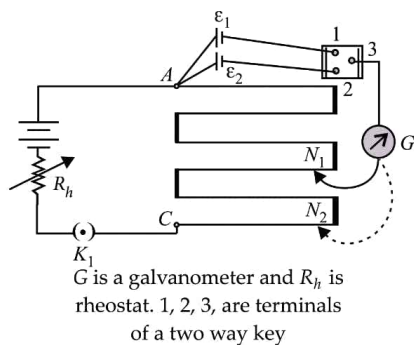 ε1
1
3
ε2
A
2
G
N1
Rh
N2
C
K1
G is a galvanometer and Rh is
rheostat. 1, 2, 3, are terminals
of a two way key